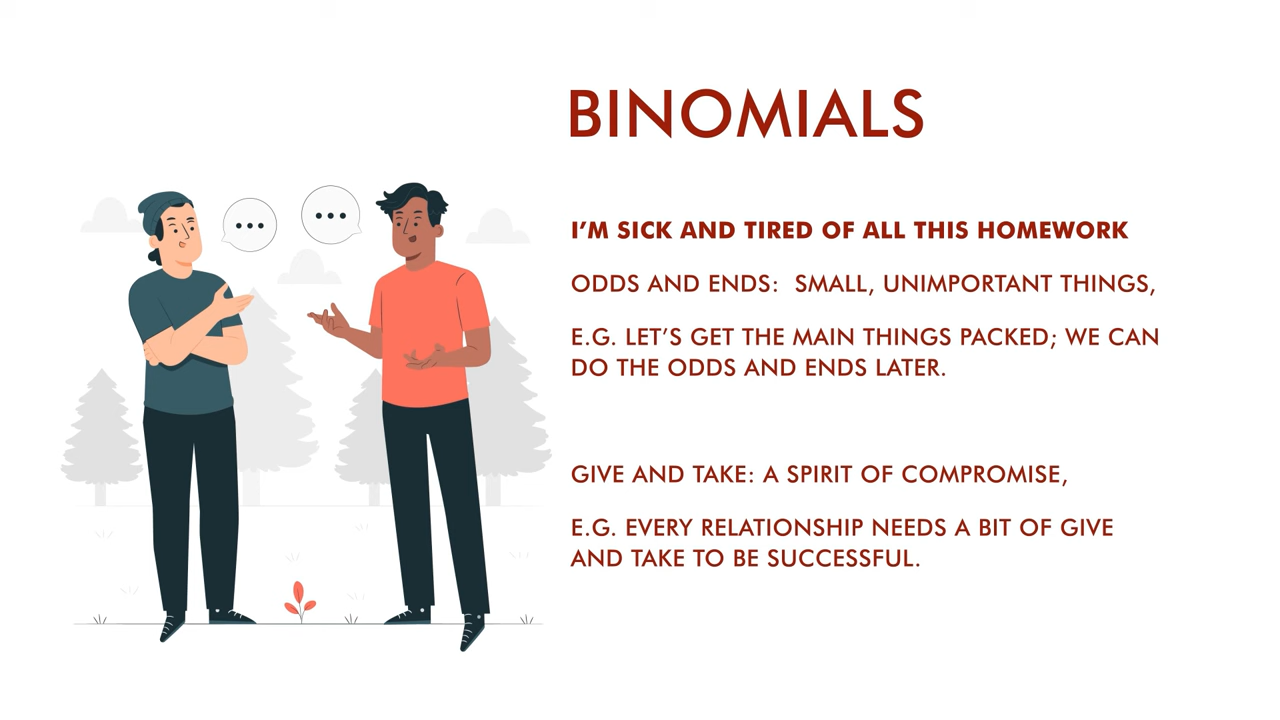 BINOMIALS
I'M SICK AND TIRED OF ALL THIS HOMEWORK
ODDS AND ENDS:  SMALL, UNIMPORTANT THINGS,
E.G. LET'S GET THE MAIN THINGS PACKED; WE CAN
DO THE ODDS AND ENDS LATER.
GIVE AND TAKE: A SPIRIT OF COMPROMISE,
E.G. EVERY RELATIONSHIP NEEDS A BIT OF GIVE
AND TAKE TO BE SUCCESSFUL.